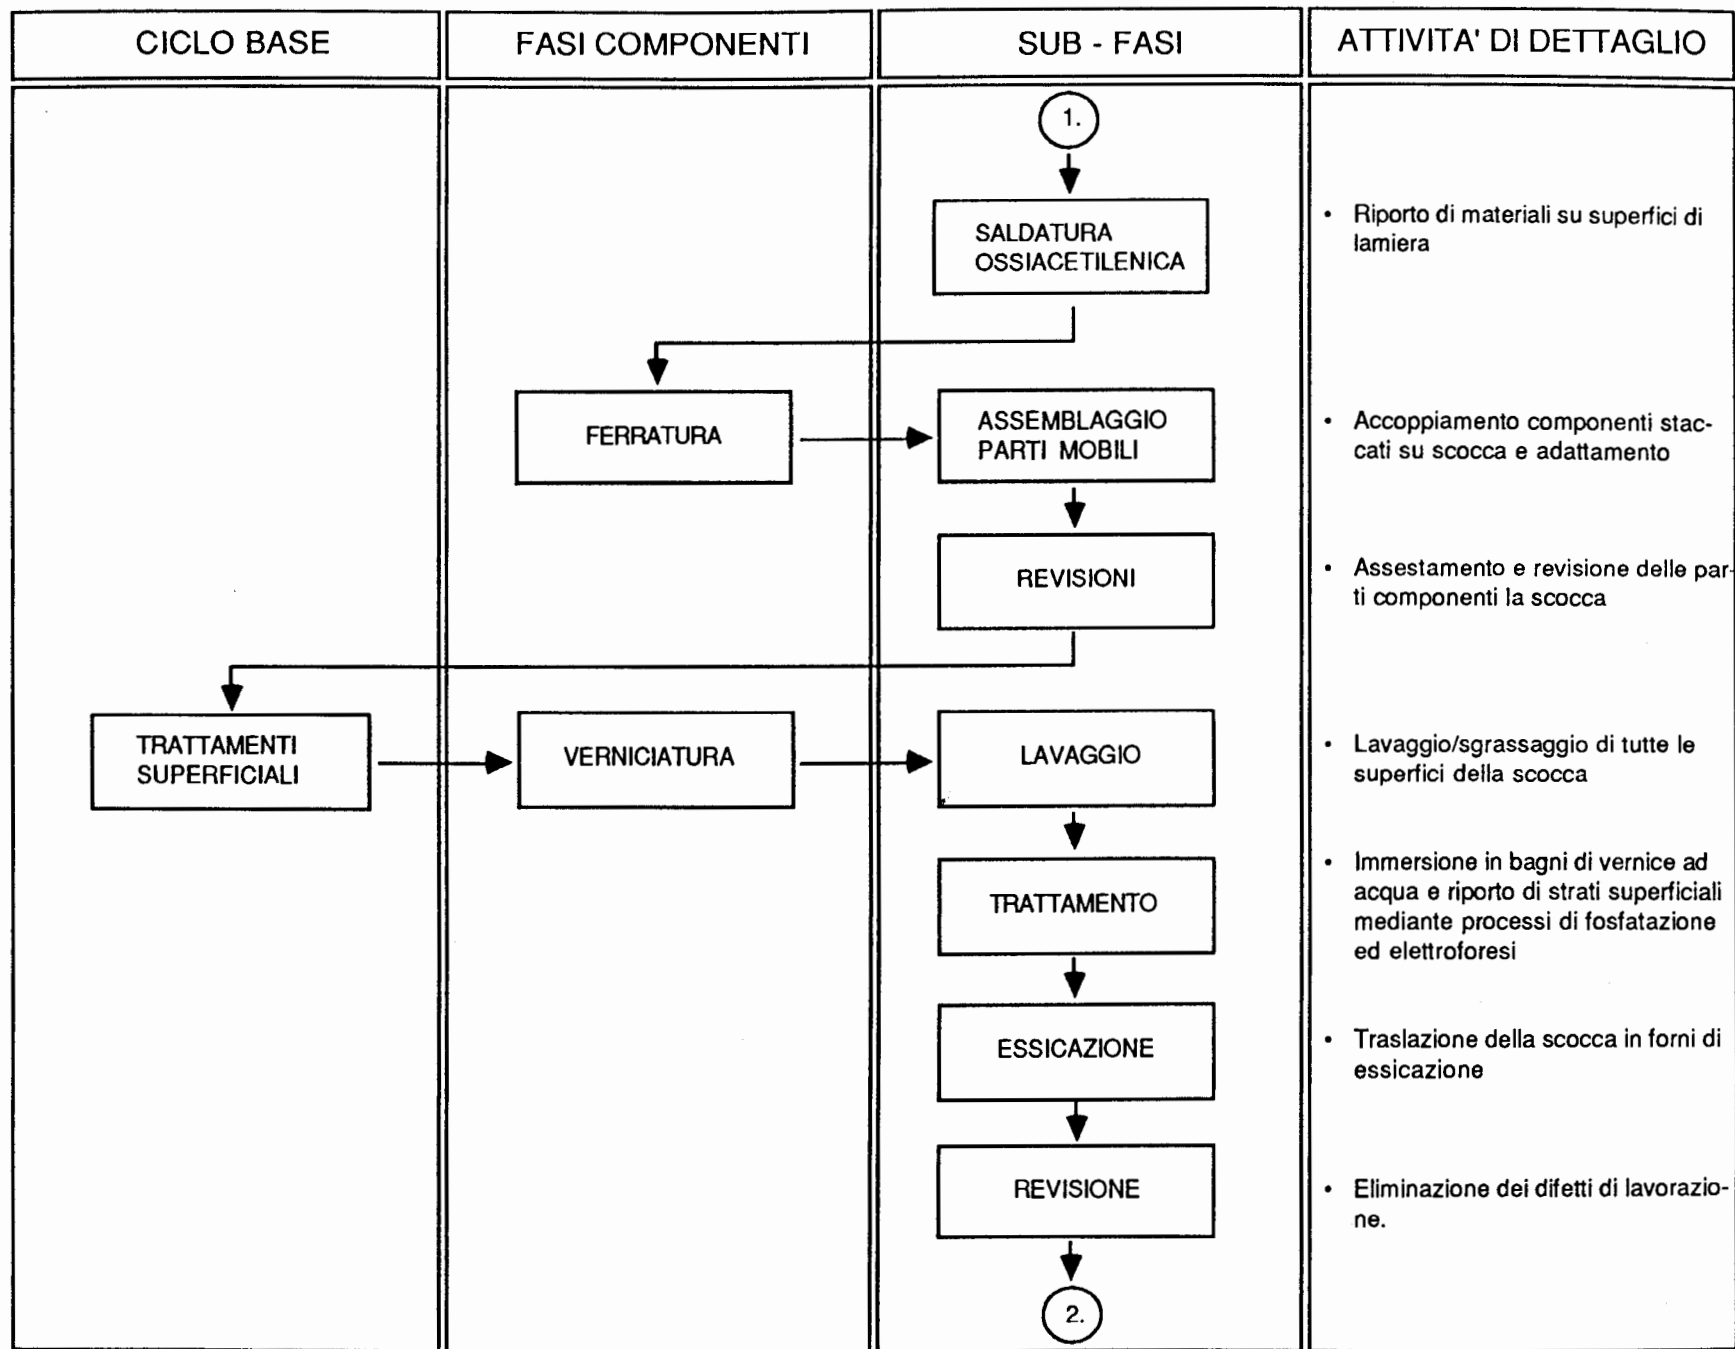 CICLO BASE
FASI COMPONENTI
SUB - FASI
ATTIVITA' DI DETTAGLIO
1.
SALDATURA
OSSIACETILENICA
• Riporto di materiali su superfici di
lamiera
FERRATURA
ASSEMBLAGGIO
PARTI MOBILI
• Accoppiamento componenti stac-
cati su scocca e adattamento
REVISIONI
• Assestamento e revisione delle par-
ti componenti la scocca
TRATTAMENTI
SUPERFICIALI
VERNICIATURA
LAVAGGIO
• Lavaggio/sgrassaggio di tutte le
superfici della scocca
TRATTAMENTO
• Immersione in bagni di vernice ad
acqua e riporto di strati superficiali
mediante processi di fosfatazione
ed elettroforesi
ESSICAZIONE
• Traslazione della scocca in forni di
essicazione
REVISIONE
• Eliminazione dei difetti di lavorazio-
ne.
2.